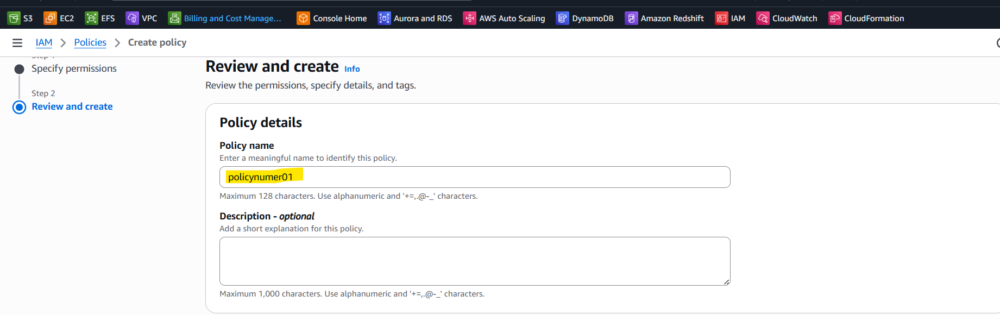 S3 EC2 EFS VPC Billing and Cost Manage... Console Home Aurora and RDS AWS Auto Scaling DynamoDB Amazon Redshift IAM CloudWatch CloudFormation
IAM > Policies > Create policy
Specify permissions
Step 2
Review and create
Review and create Info
Review the permissions, specify details, and tags.
Policy details
Policy name
Enter a meaningful name to identify this policy.
policynumer01
Maximum 128 characters. Use alphanumeric and '+=,.@-_' characters.
Description - optional
Add a short explanation for this policy.
Maximum 1,000 characters. Use alphanumeric and '+=,.@-_' characters.